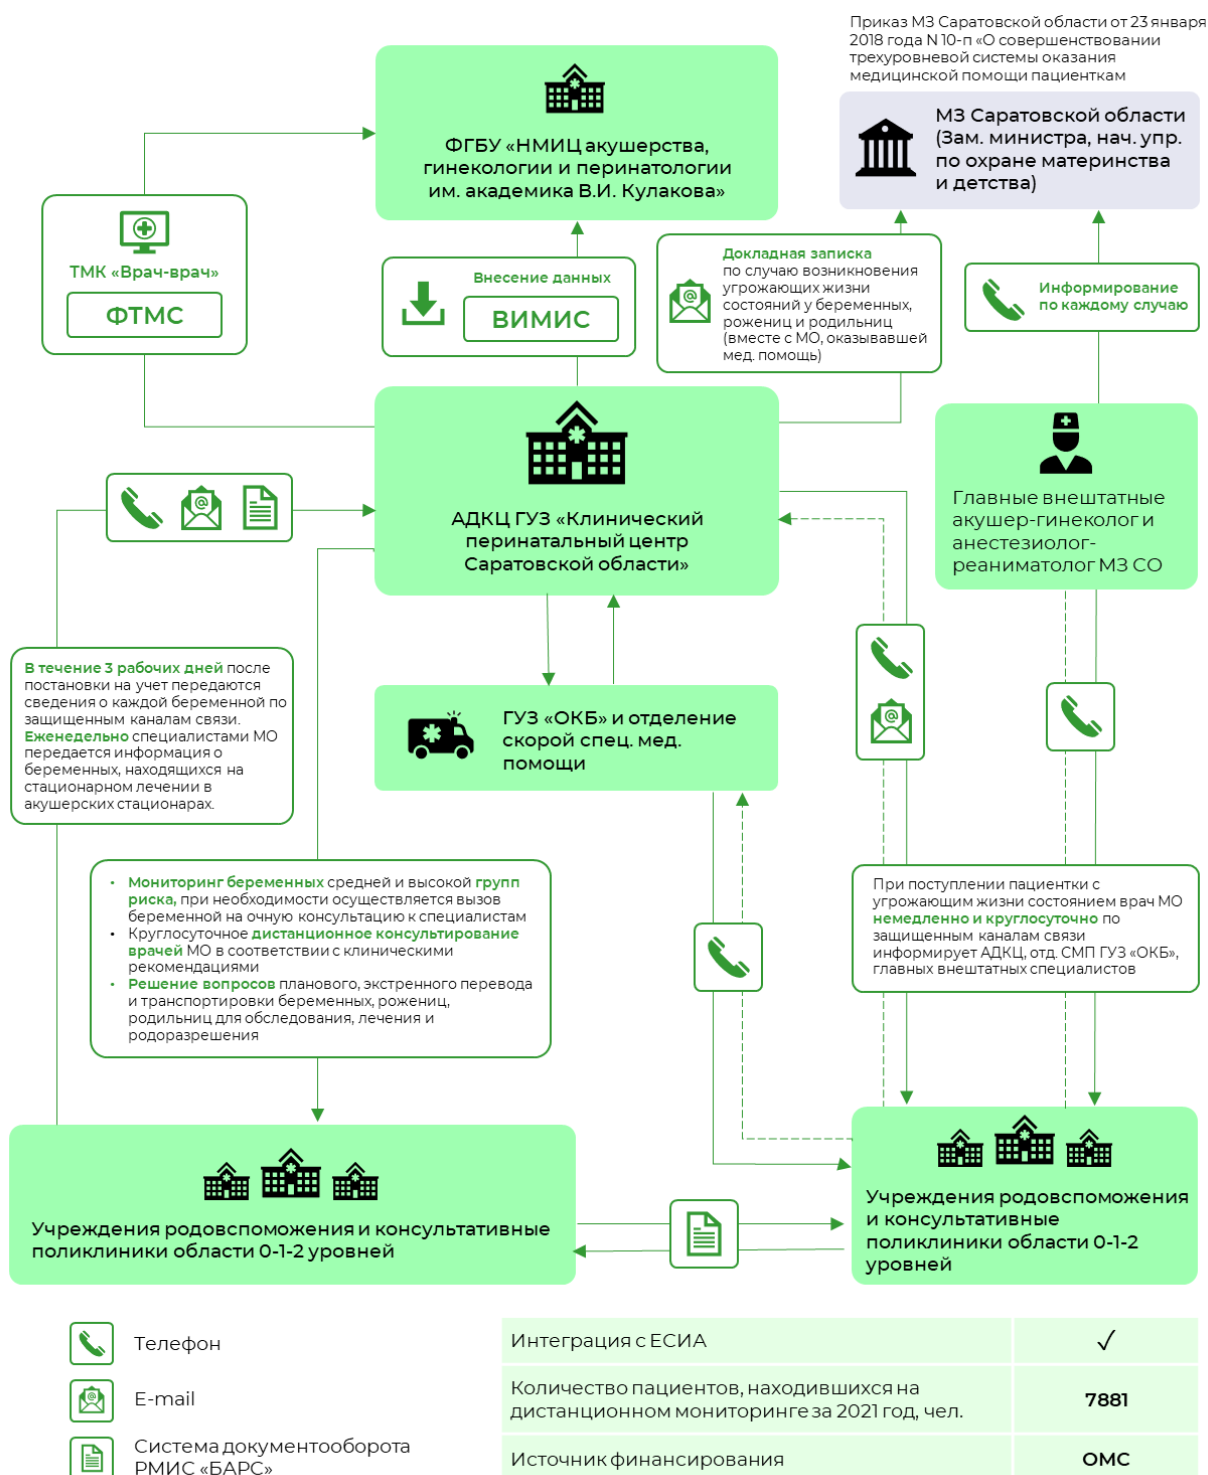 Приказ МЗ Саратовской области от 23 января
2018 года N 10-п «О совершенствовании
трехуровневой системы оказания
медицинской помощи пациенткам
МЗ Саратовской области
(Зам. министра, нач. упр.
по охране материнства
и детства)
ФГБУ «НМИЦ акушерства,
гинекологии и перинатологии
им. академика В.И. Кулакова»
ТМК «Врач-врач»
ФТМС
Внесение данных
ВИМИС
Докладная записка
по случаю возникновения
угрожающих жизни
состояний у беременных,
рожениц и родильниц
(вместе с МО, оказывавшей
мед. помощь)
Информирование
по каждому случаю
АДКЦ ГУЗ «Клинический
перинатальный центр
Саратовской области»
Главные внештатные
акушер-гинеколог и
анестезиолог-
реаниматолог МЗ СО
В течение 3 рабочих дней после
постановки на учет передаются
сведения о каждой беременной по
защищенным каналам связи.
Еженедельно специалистами МО
передается информация о
беременных, находящихся на
стационарном лечении в
акушерских стационарах.
ГУЗ «ОКБ» и отделение
скорой спец. мед.
помощи
• Мониторинг беременных средней и высокой групп
риска, при необходимости осуществляется вызов
беременной на очную консультацию к специалистам
• Круглосуточное дистанционное консультирование
врачей МО в соответствии с клиническими
рекомендациями
• Решение вопросов планового, экстренного перевода
и транспортировки беременных, рожениц,
родильниц для обследования, лечения и
родоразрешения
При поступлении пациентки с
угрожающим жизни состоянием врач МО
немедленно и круглосуточно по
защищенным каналам связи
информирует АДКЦ, отд. СМП ГУЗ «ОКБ»,
главных внештатных специалистов
Учреждения родовспоможения и консультативные
поликлиники области 0-1-2 уровней
Учреждения родовспоможения
и консультативные
поликлиники области 0-1-2
уровней
Телефон
E-mail
Система документооборота
РМИС «БАРС»
Интеграция с ЕСИА ✓
Количество пациентов, находившихся на
дистанционном мониторинге за 2021 год, чел. 7881
Источник финансирования ОМС